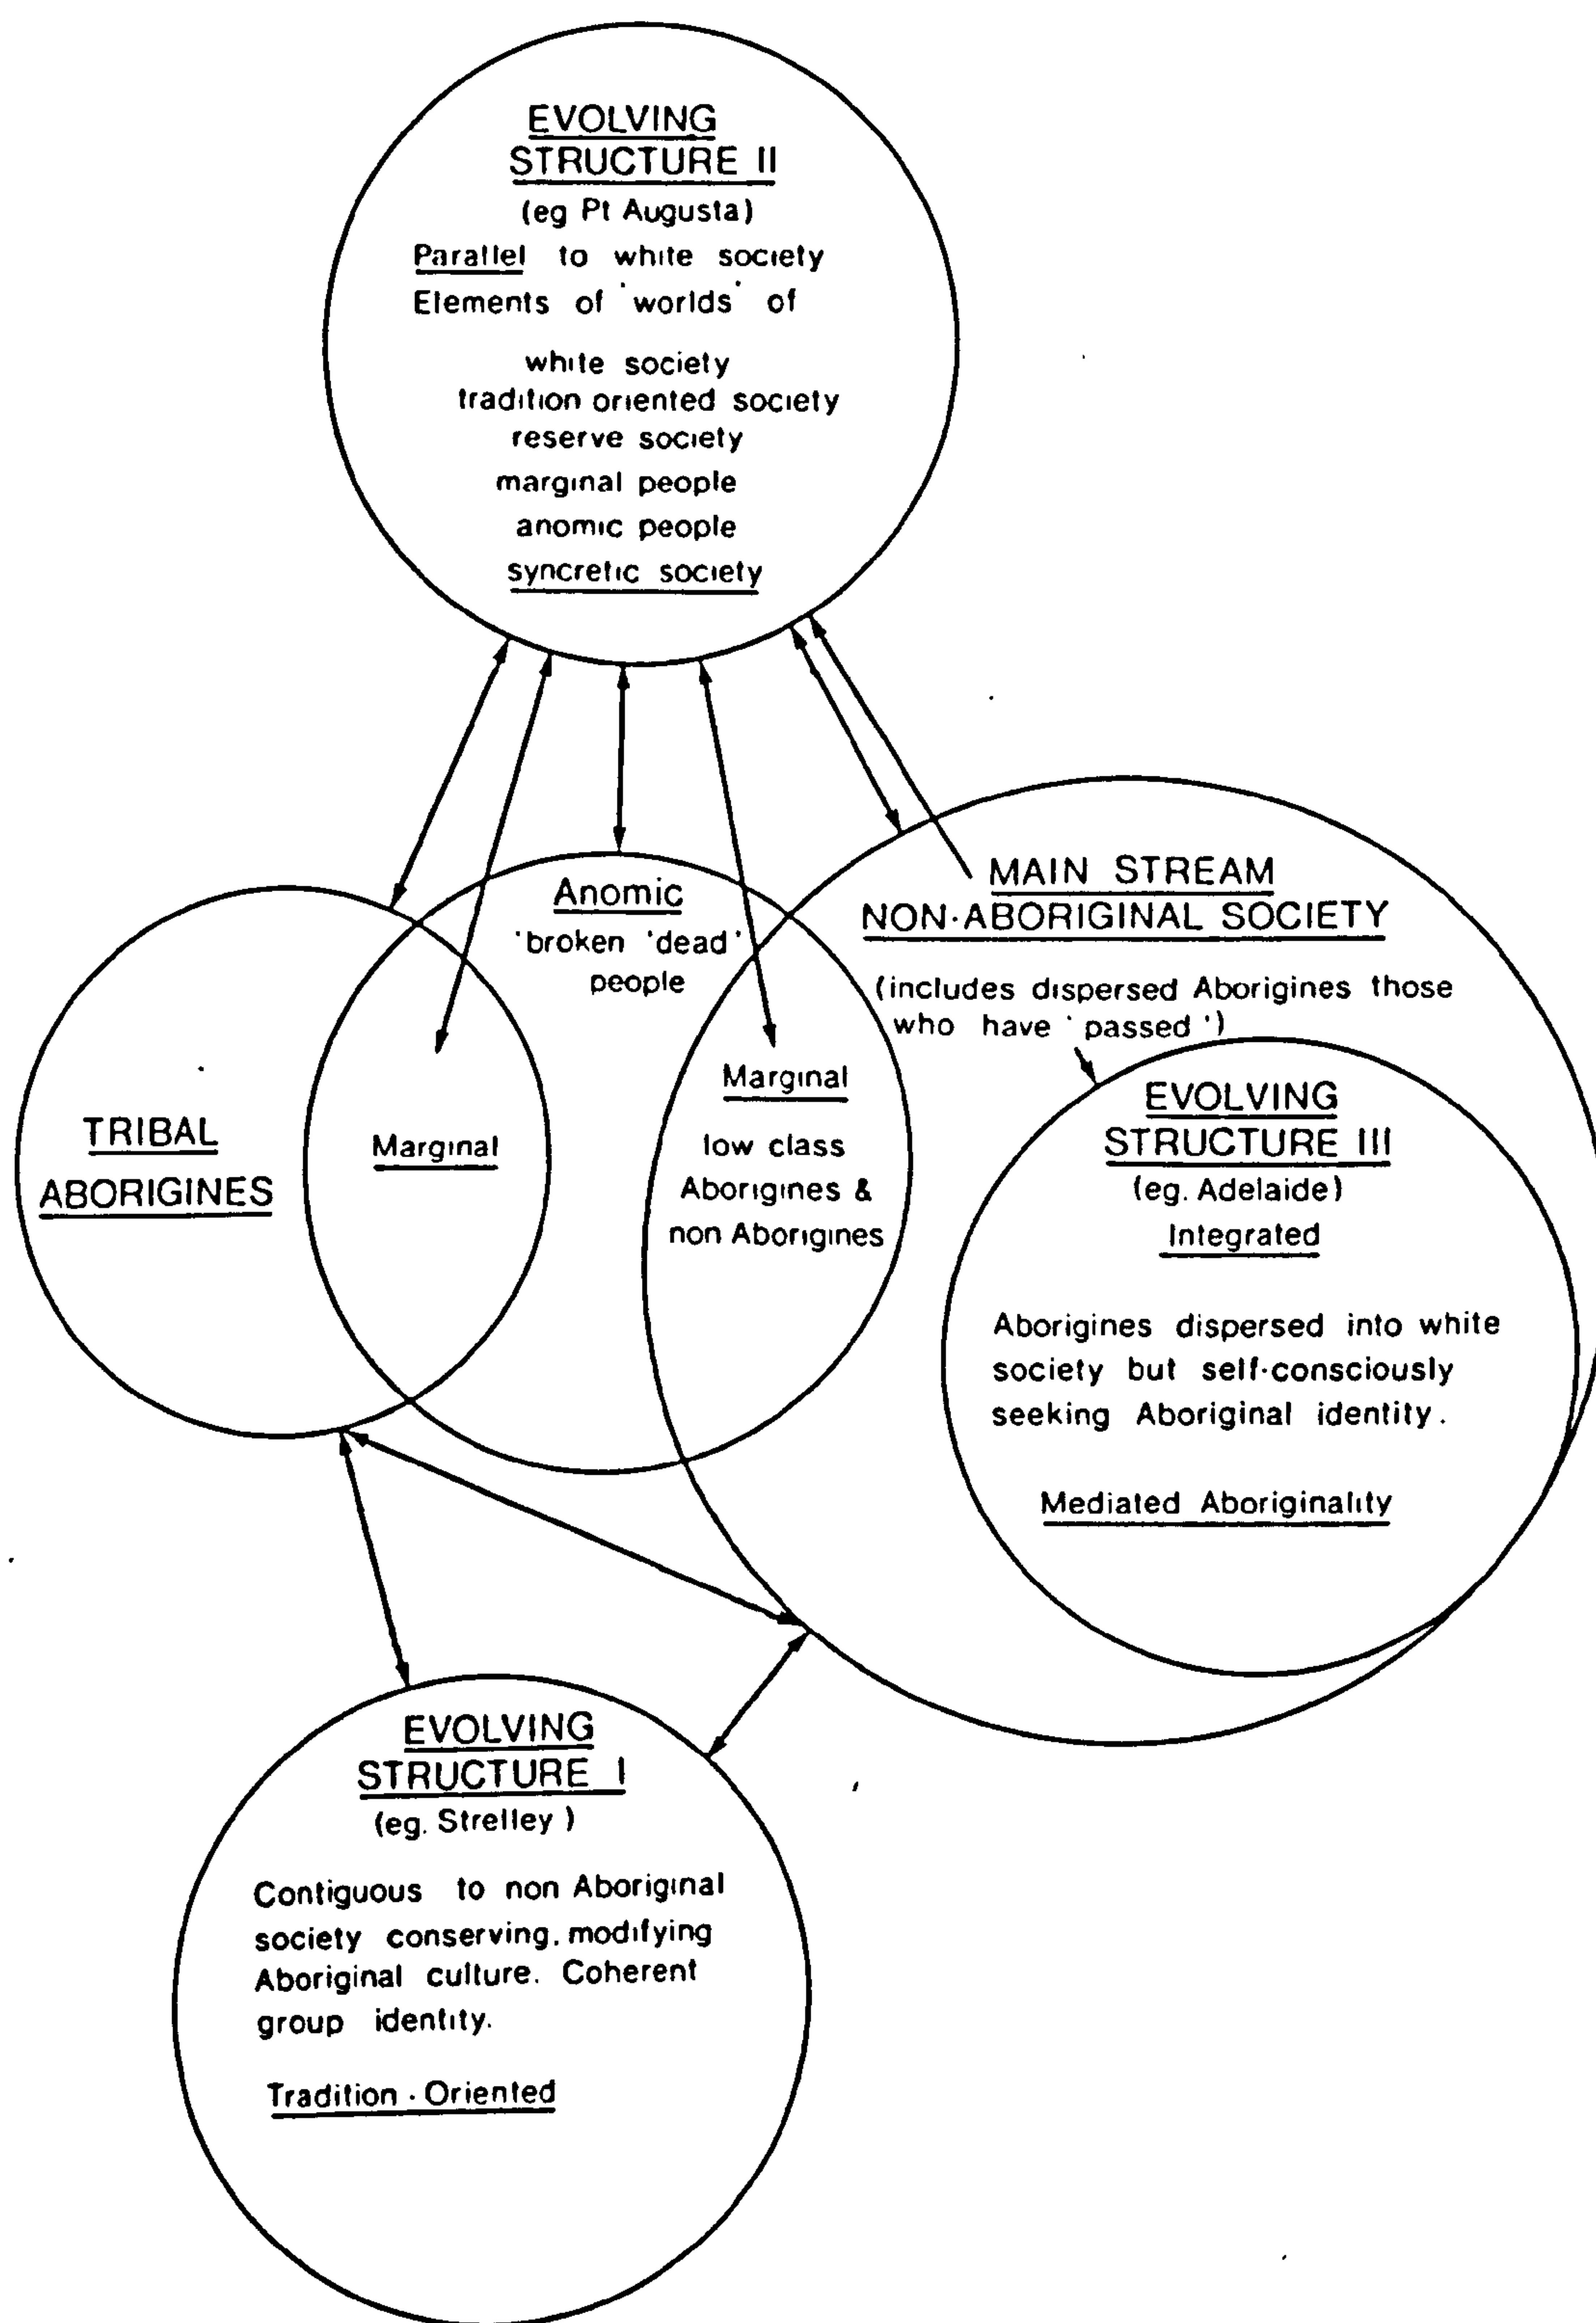 EVOLVING
STRUCTURE II
(eg Pt Augusta)
Parallel to white society
Elements of 'worlds' of
white society
tradition oriented society
reserve society
marginal people
anomic people
syncretic society
Anomic
'broken 'dead'
people
MAIN STREAM
NON-ABORIGINAL SOCIETY
(includes dispersed Aborigines those
who have 'passed')
TRIBAL
ABORIGINES
Marginal
Marginal
low class
Aborigines &
non Aborigines
EVOLVING
STRUCTURE III
(eg. Adelaide)
Integrated
Aborigines dispersed into white
society but self-consciously
seeking Aboriginal identity.
Mediated Aboriginality
EVOLVING
STRUCTURE I
(eg. Strelley)
Contiguous to non Aboriginal
society conserving, modifying
Aboriginal culture. Coherent
group identity.
Tradition - Oriented